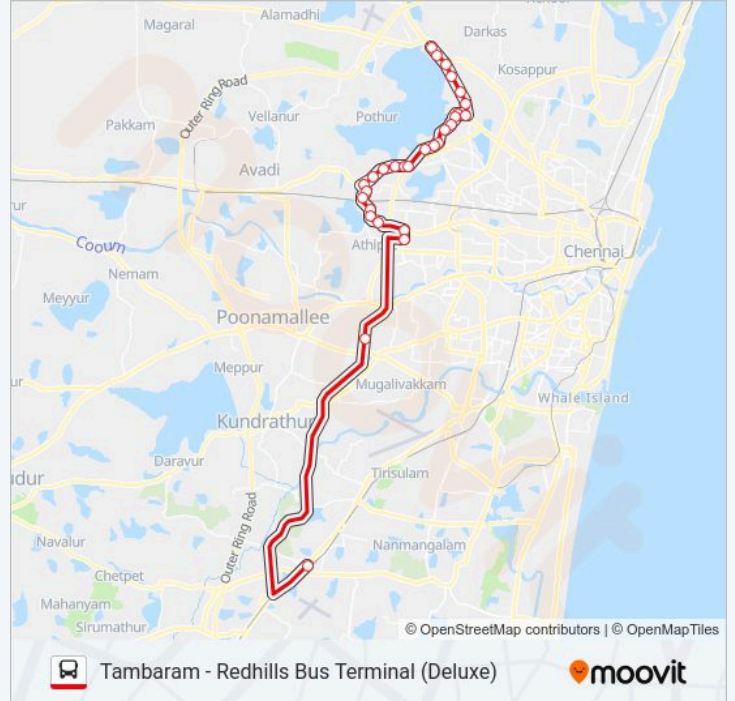 Alamadhi
Magaral
Darkas
Kosappur
Outer Ring Road
Vellanur
Pothur
Pakkam
Avadi
Cooum
Athip
Chennai
Nemam
Meyyur
Poonamallee
Meppur
Mugalivakkam
Whale Island
Kundrathur
Daravur
Tirisulam
udur
Outer Ring Road
Navalur
Nanmangalam
Chetpet
Mahanyam
Sirumathur
© OpenStreetMap contributors | © OpenMapTiles
Tambaram - Redhills Bus Terminal (Deluxe)
moovit